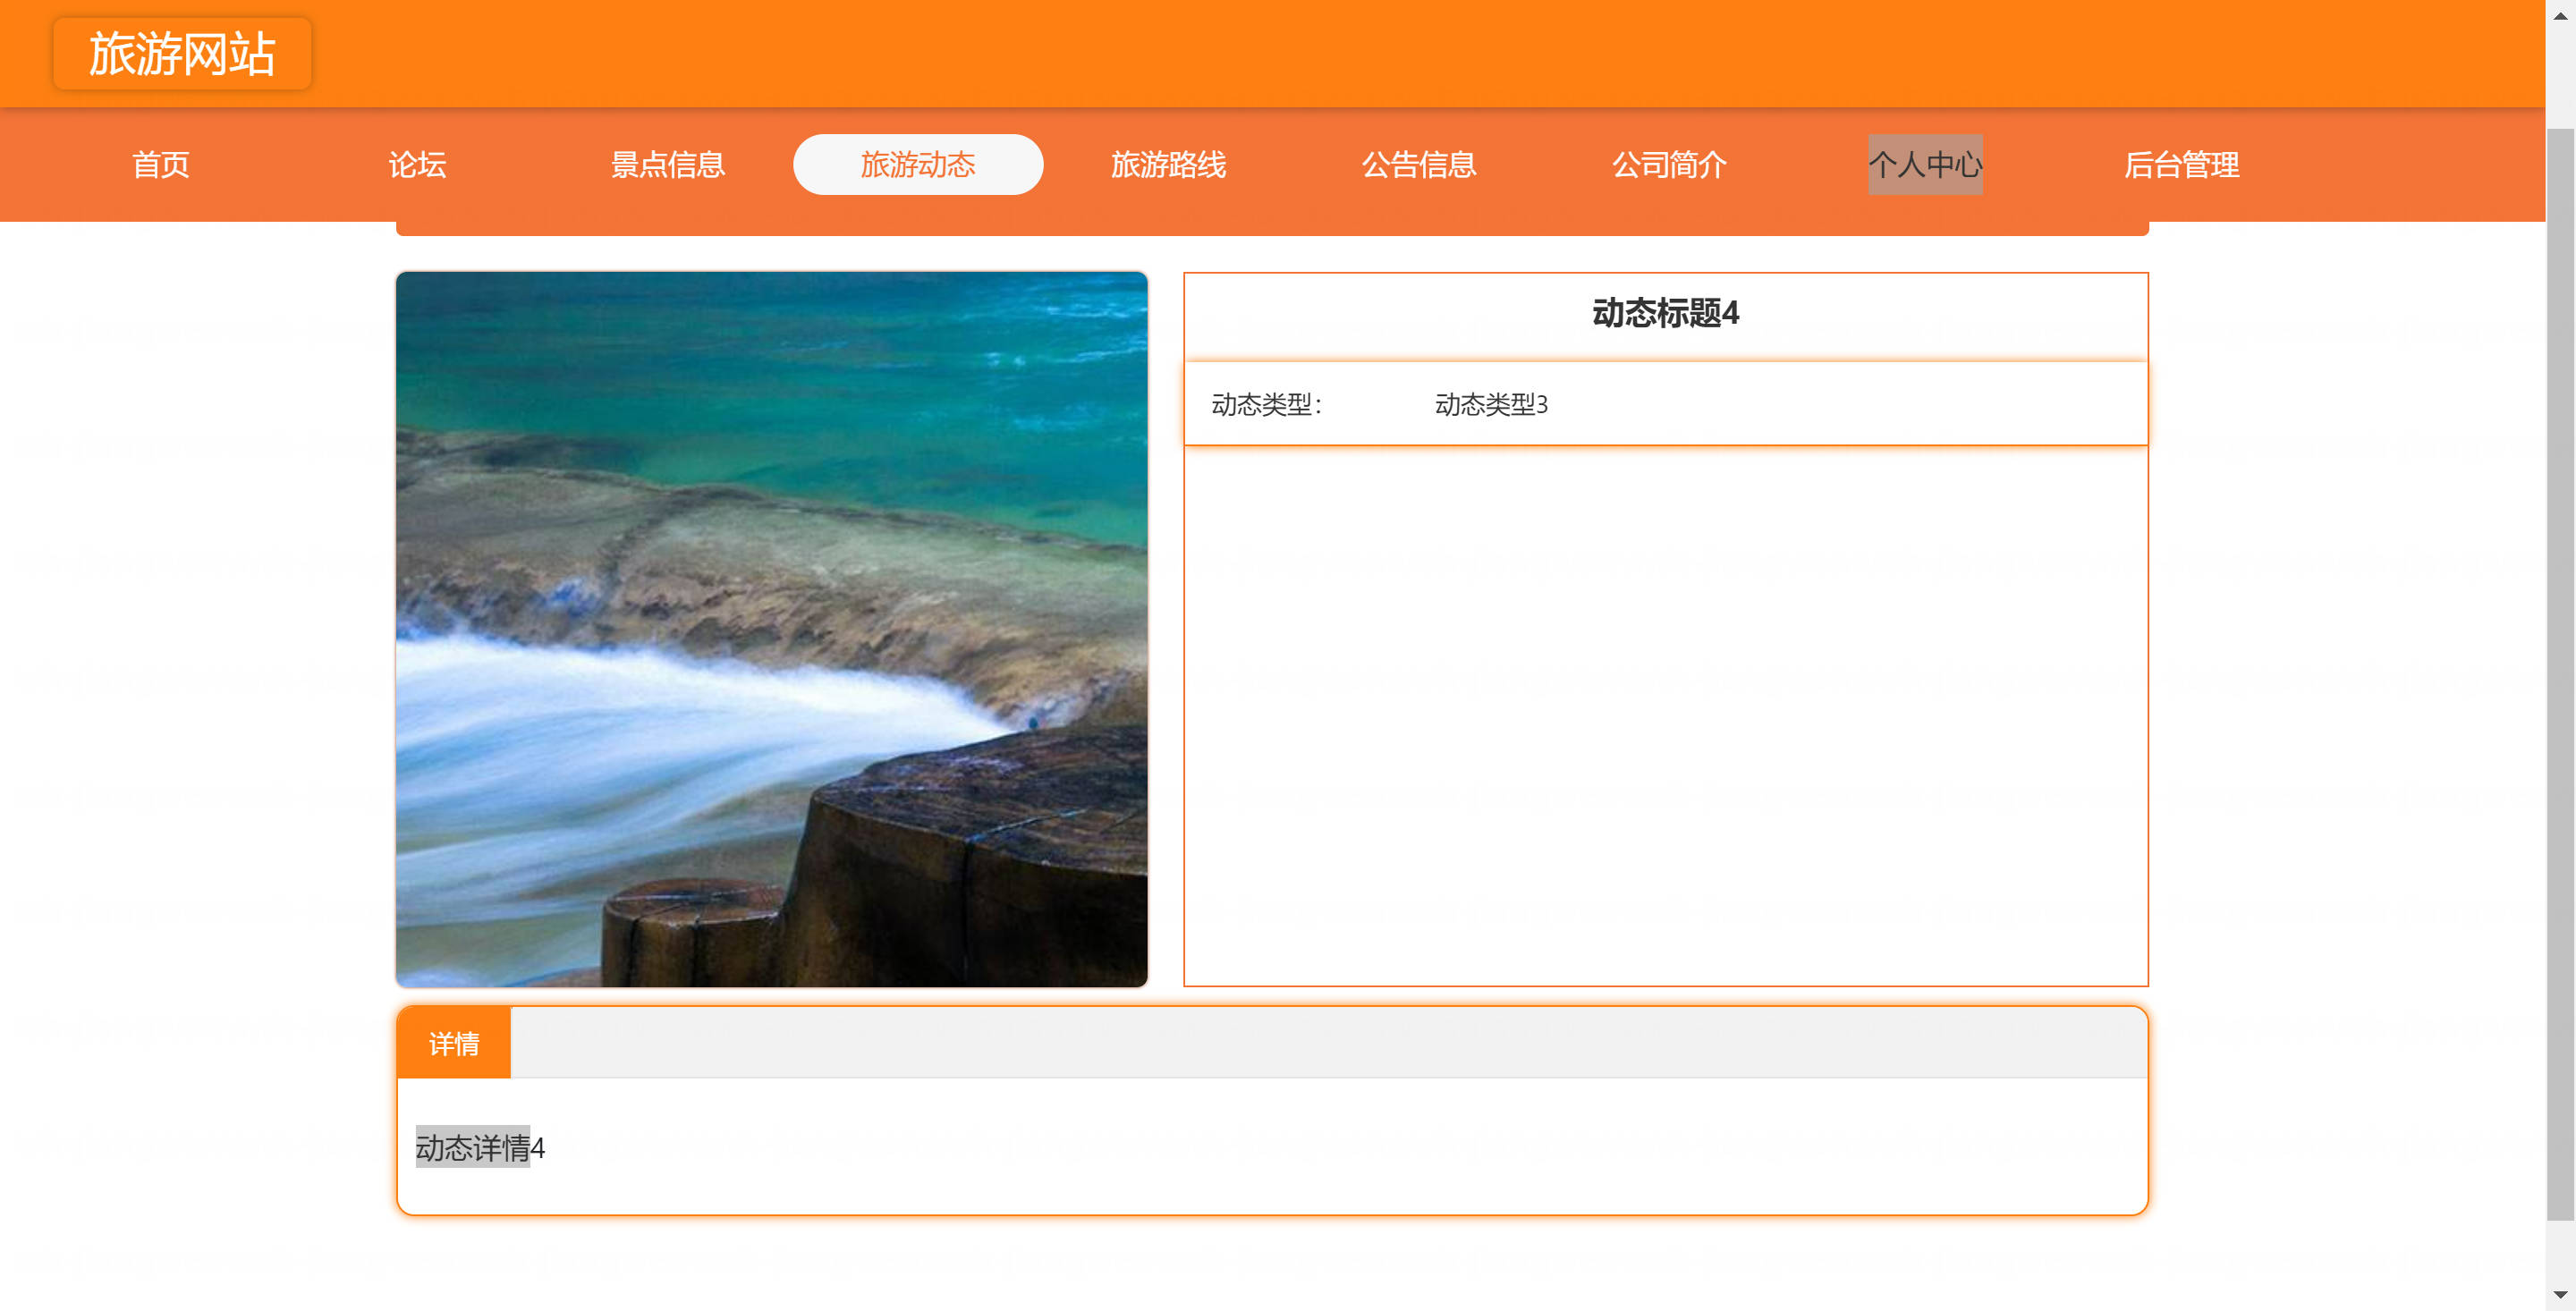 旅游网站
首页 论坛 景点信息 旅游动态 旅游路线 公告信息 公司简介 个人中心 后台管理
动态标题4
动态类型： 动态类型3
详情
动态详情4